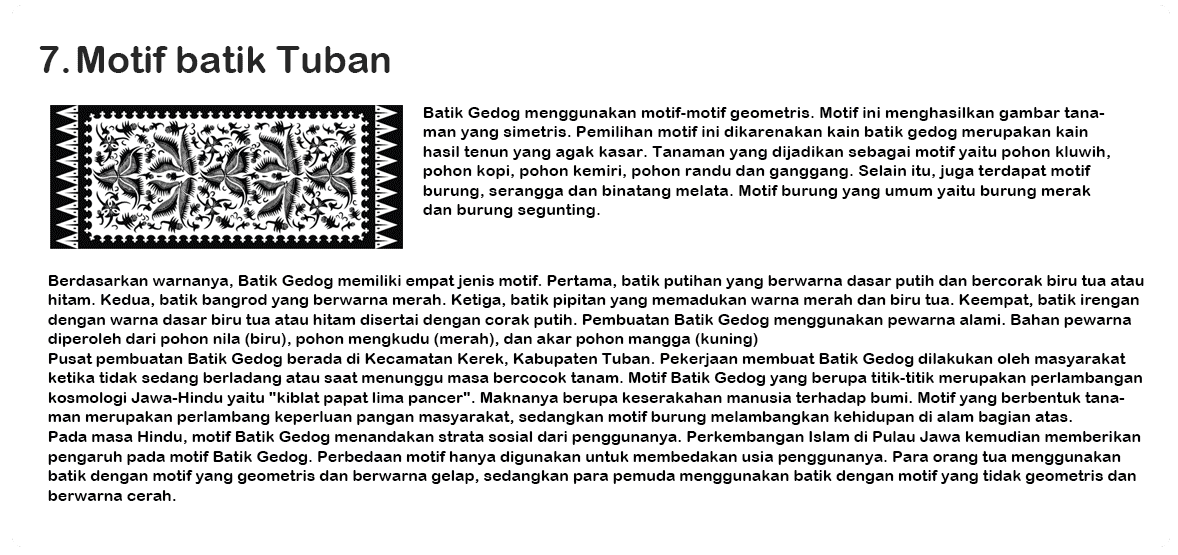 7. Motif batik Tuban
Batik Gedog menggunakan motif-motif geometris. Motif ini menghasilkan gambar tana-
man yang simetris. Pemilihan motif ini dikarenakan kain batik gedog merupakan kain
hasil tenun yang agak kasar. Tanaman yang dijadikan sebagai motif yaitu pohon kluwih,
pohon kopi, pohon kemiri, pohon randu dan ganggang. Selain itu, juga terdapat motif
burung, serangga dan binatang melata. Motif burung yang umum yaitu burung merak
dan burung segunting.
Berdasarkan warnanya, Batik Gedog memiliki empat jenis motif. Pertama, batik putihan yang berwarna dasar putih dan bercorak biru tua atau
hitam. Kedua, batik bangrod yang berwarna merah. Ketiga, batik pipitan yang memadukan warna merah dan biru tua. Keempat, batik irengan
dengan warna dasar biru tua atau hitam disertai dengan corak putih. Pembuatan Batik Gedog menggunakan pewarna alami. Bahan pewarna
diperoleh dari pohon nila (biru), pohon mengkudu (merah), dan akar pohon mangga (kuning)
Pusat pembuatan Batik Gedog berada di Kecamatan Kerek, Kabupaten Tuban. Pekerjaan membuat Batik Gedog dilakukan oleh masyarakat
ketika tidak sedang berladang atau saat menunggu masa bercocok tanam. Motif Batik Gedog yang berupa titik-titik merupakan perlambangan
kosmologi Jawa-Hindu yaitu "kiblat papat lima pancer". Maknanya berupa keserakahan manusia terhadap bumi. Motif yang berbentuk tana-
man merupakan perlambang keperluan pangan masyarakat, sedangkan motif burung melambangkan kehidupan di alam bagian atas.
Pada masa Hindu, motif Batik Gedog menandakan strata sosial dari penggunanya. Perkembangan Islam di Pulau Jawa kemudian memberikan
pengaruh pada motif Batik Gedog. Perbedaan motif hanya digunakan untuk membedakan usia penggunanya. Para orang tua menggunakan
batik dengan motif yang geometris dan berwarna gelap, sedangkan para pemuda menggunakan batik dengan motif yang tidak geometris dan
berwarna cerah.